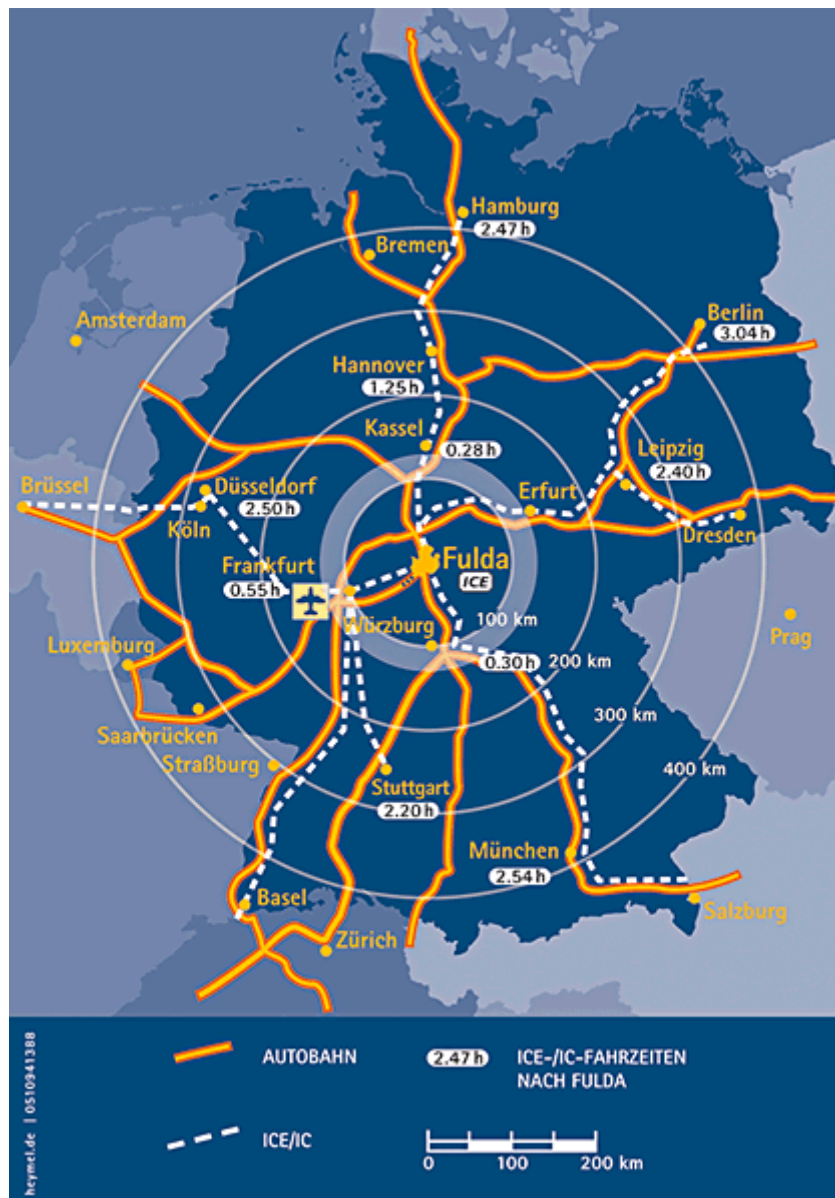 Hamburg
2.47 h
Bremen
Amsterdam
Berlin
3.04 h
Hannover
1.25 h
Kassel
0.28 h
Leipzig
2.40 h
Brüssel
Düsseldorf
2.50 h
Köln
Erfurt
Dresden
Frankfurt
0.55 h
Fulda
ICE
100 km
Würzburg
Prag
Luxemburg
0.30 h
200 km
Saarbrücken
300 km
Straßburg
400 km
Stuttgart
2.20 h
München
2.54 h
Basel
Salzburg
Zürich
AUTOBAHN
2.47 h
ICE-/IC-FAHRZEITEN
NACH FULDA
ICE/IC
0 100 200 km
heymel.de | 0510941388